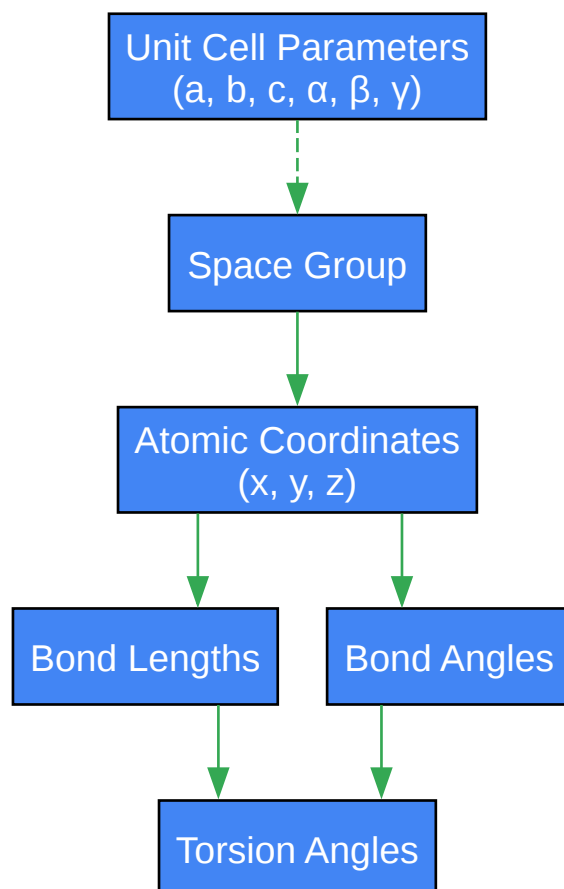 Unit Cell Parameters
(a, b, c, α, β, γ)
Space Group
Atomic Coordinates
(x, y, z)
Bond Lengths
Bond Angles
Torsion Angles